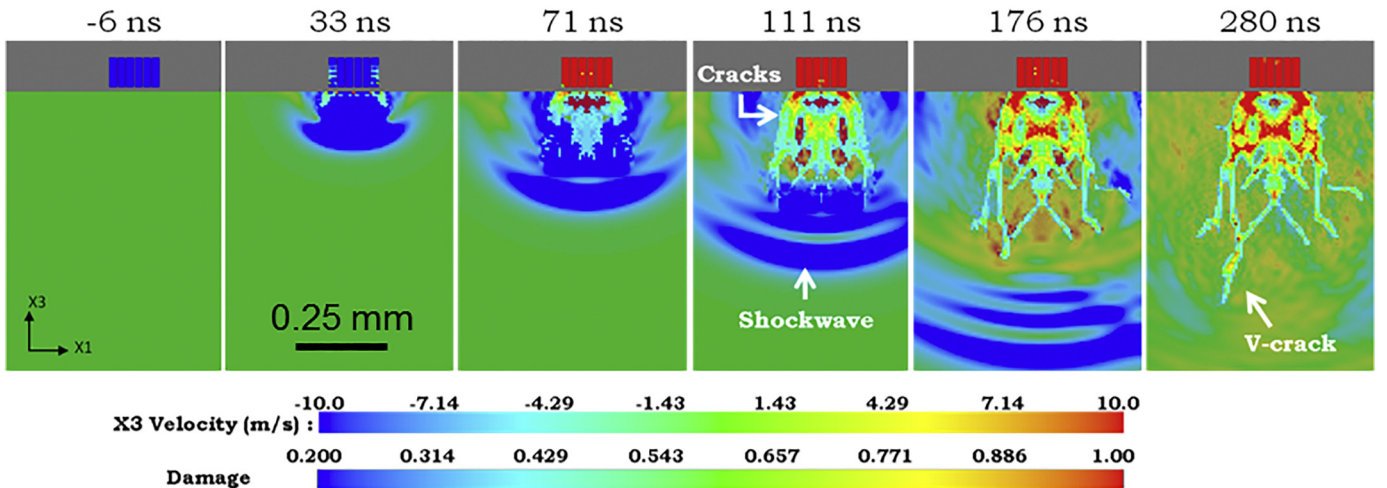 -6 ns 33 ns 71 ns 111 ns 176 ns 280 ns
Cracks
X3
X1
0.25 mm
Shockwave
V-crack
-10.0 -7.14 -4.29 -1.43 1.43 4.29 7.14 10.0
X3 Velocity (m/s) :
0.200 0.314 0.429 0.543 0.657 0.771 0.886 1.00
Damage